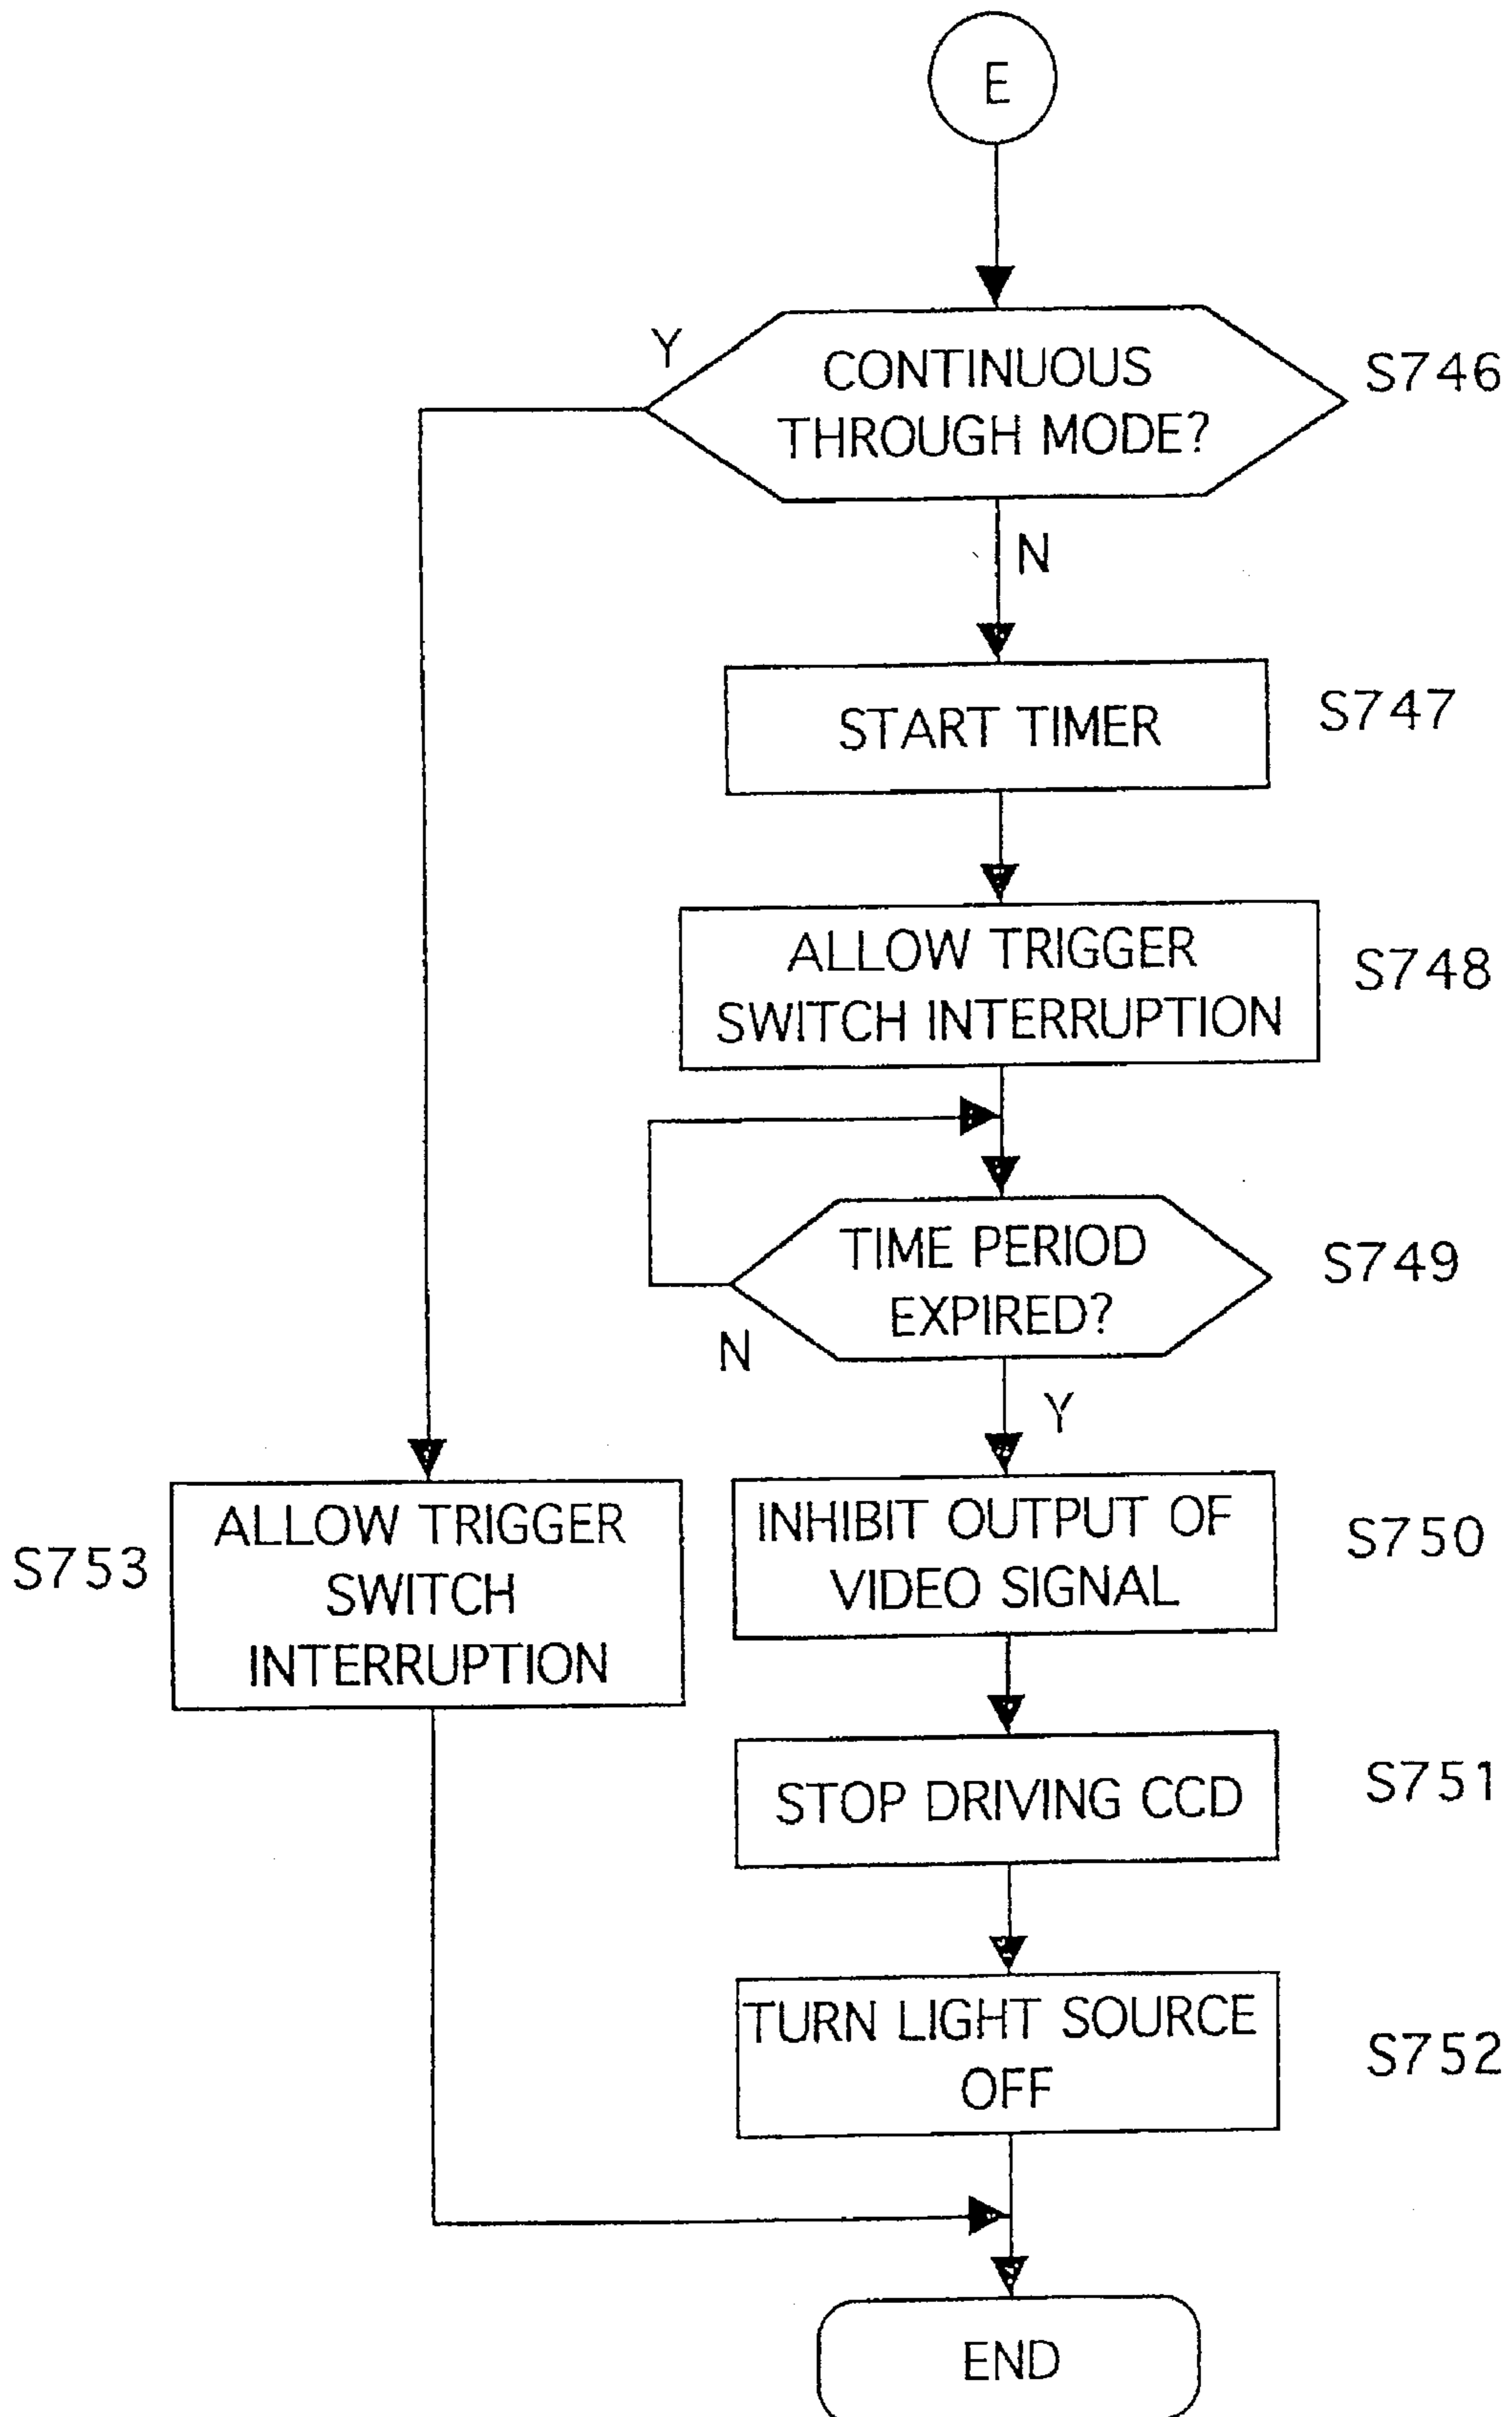 E
Y
CONTINUOUS
THROUGH MODE?
S746
N
START TIMER
S747
ALLOW TRIGGER
SWITCH INTERRUPTION
S748
TIME PERIOD
EXPIRED?
S749
N
Y
S753
ALLOW TRIGGER
SWITCH
INTERRUPTION
INHIBIT OUTPUT OF
VIDEO SIGNAL
S750
STOP DRIVING CCD
S751
TURN LIGHT SOURCE
OFF
S752
END